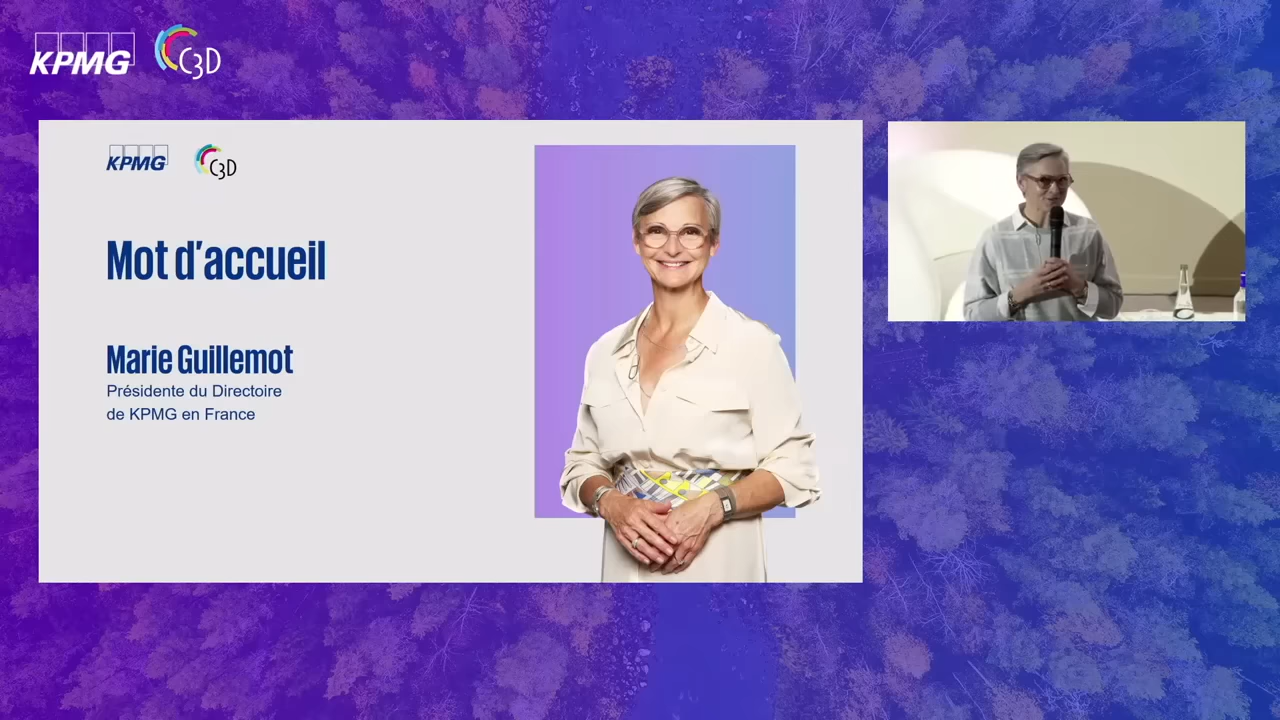 KPMG C3D
KPMG C3D
Mot d'accueil
Marie Guillemot
Présidente du Directoire
de KPMG en France